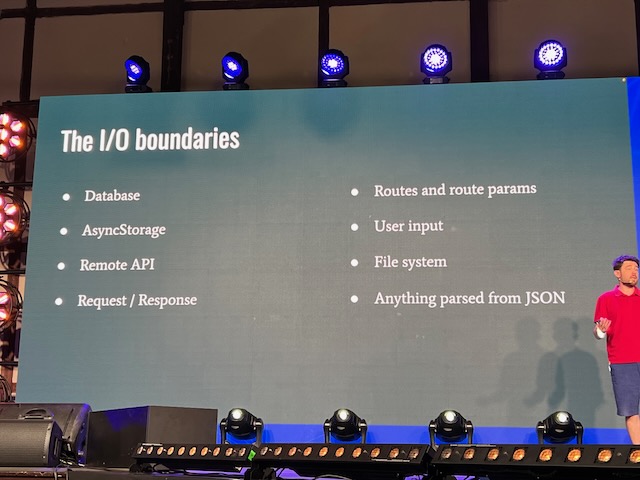 The I/O boundaries
● Database
● AsyncStorage
● Remote API
● Request / Response
● Routes and route params
● User input
● File system
● Anything parsed from JSON